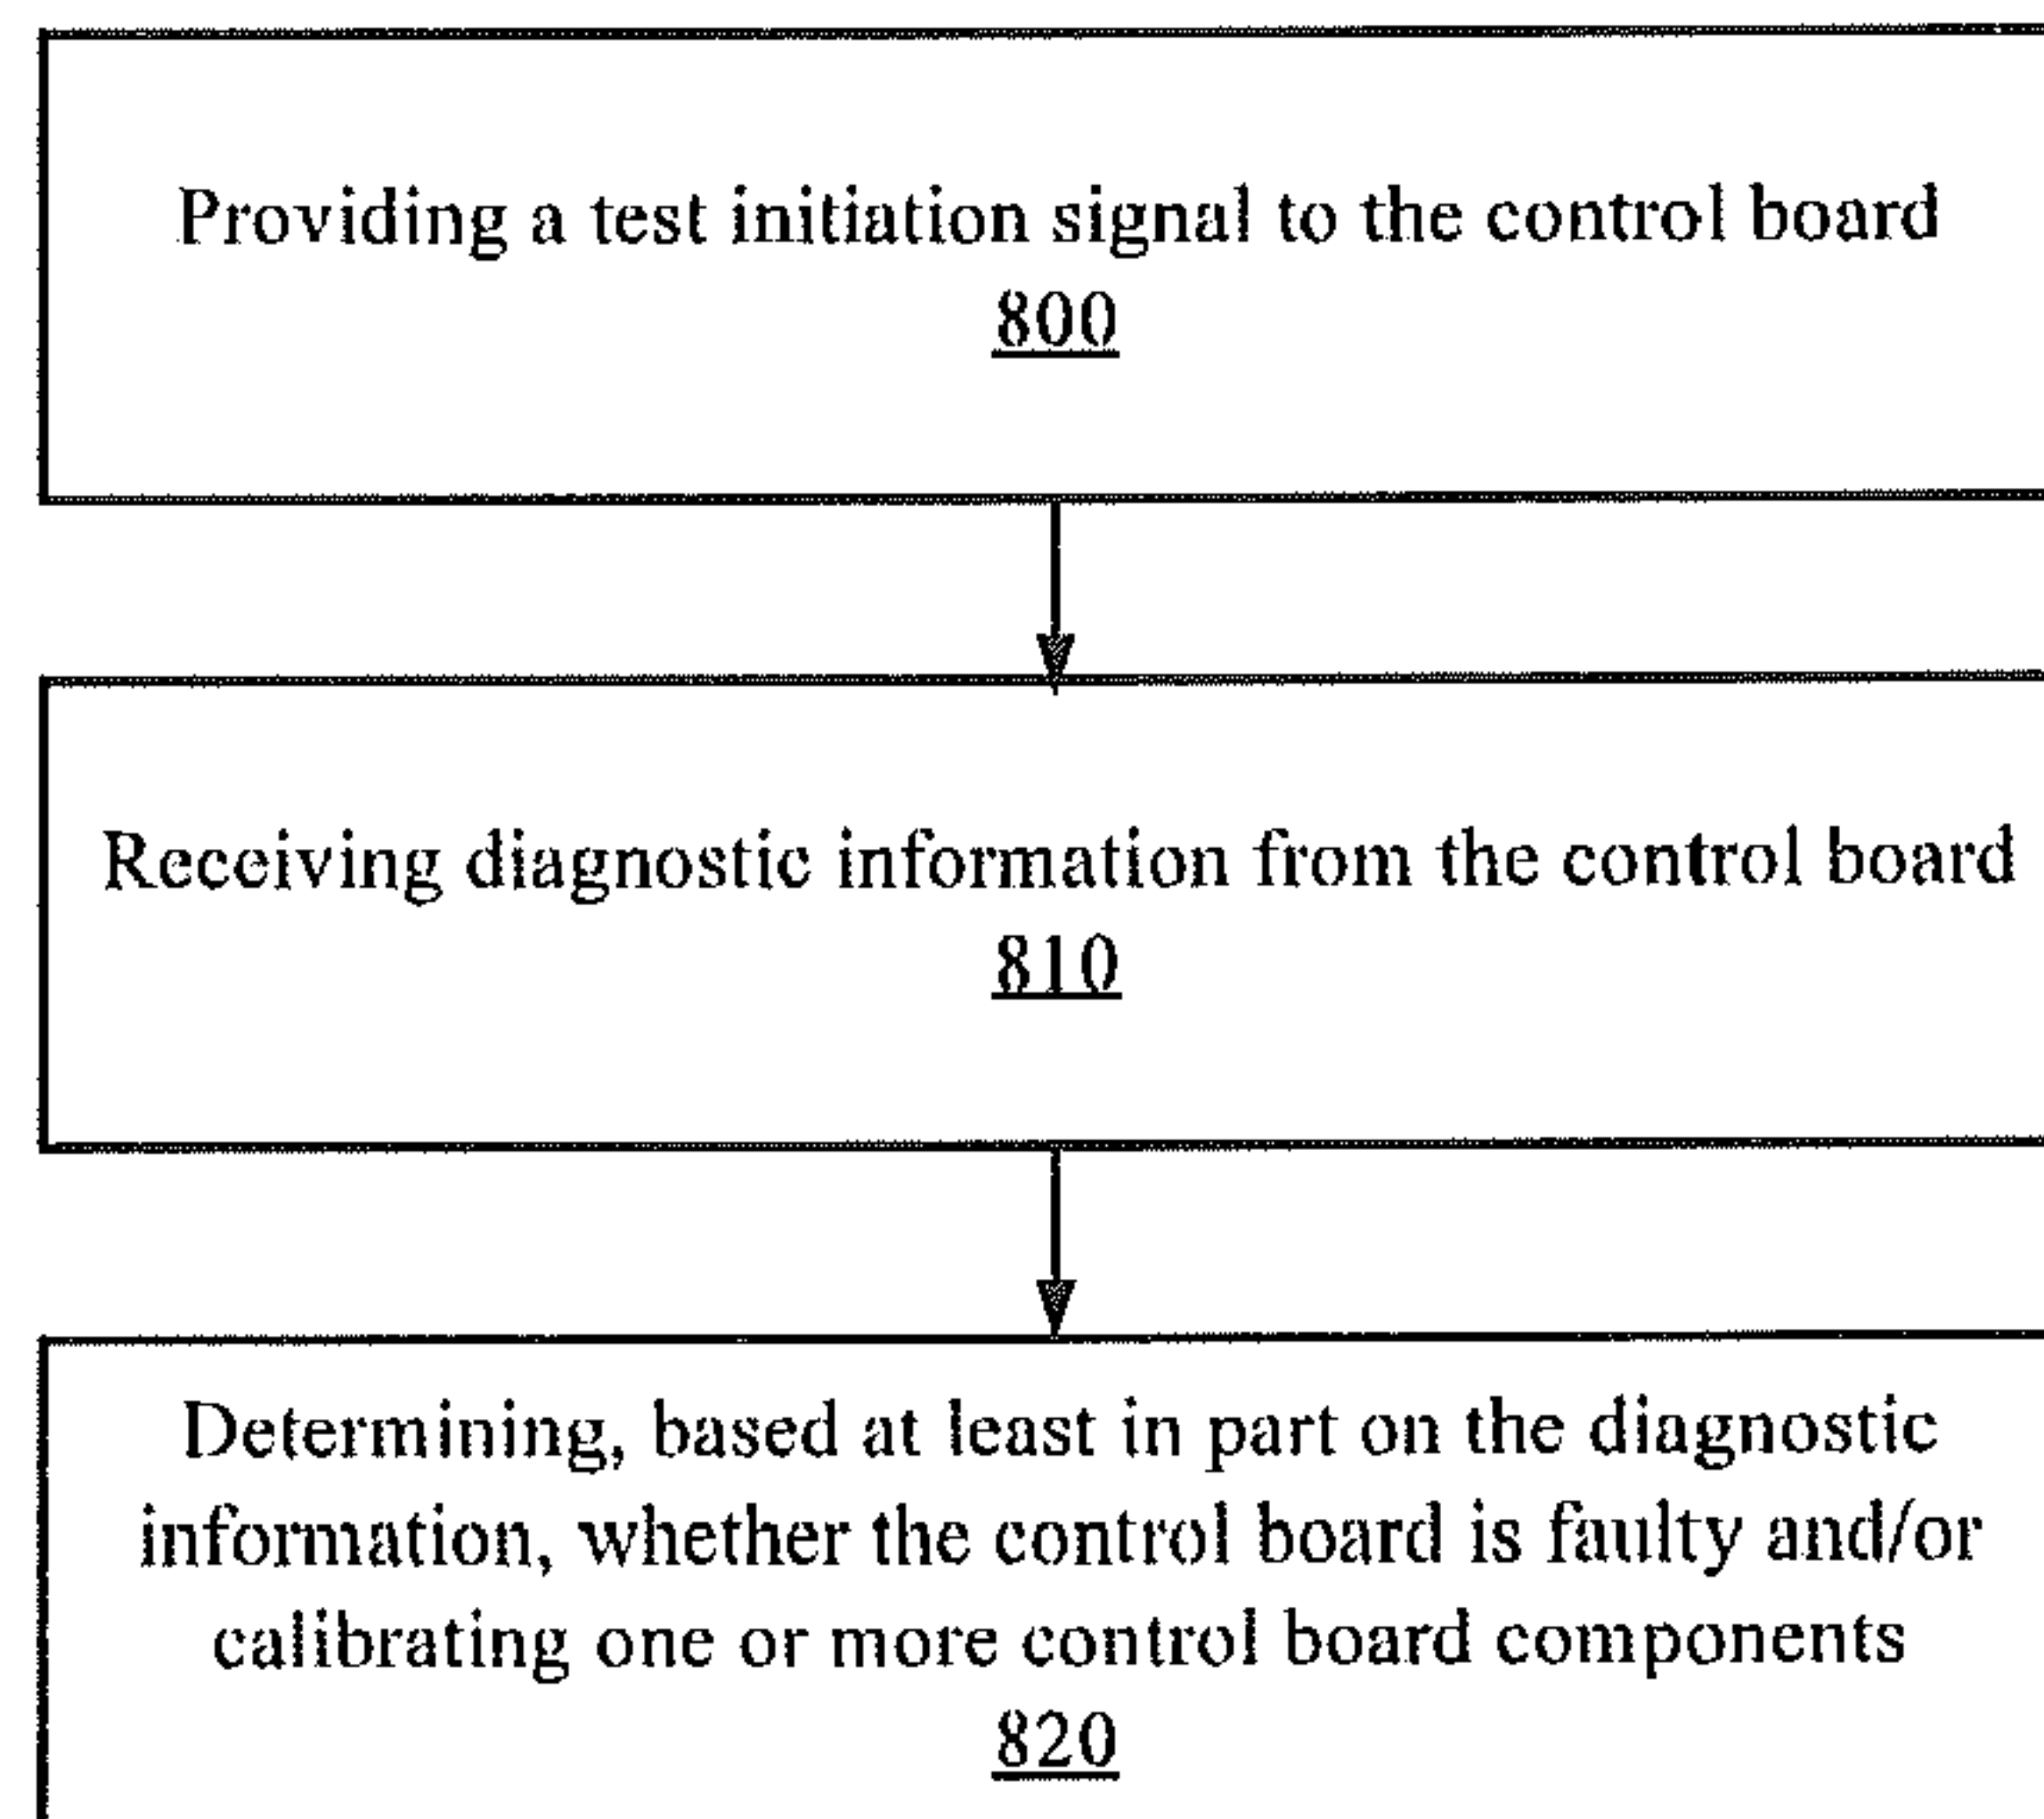 Providing a test initiation signal to the control board
800
Receiving diagnostic information from the control board
810
Determining, based at least in part on the diagnostic
information, whether the control board is faulty and/or
calibrating one or more control board components
820